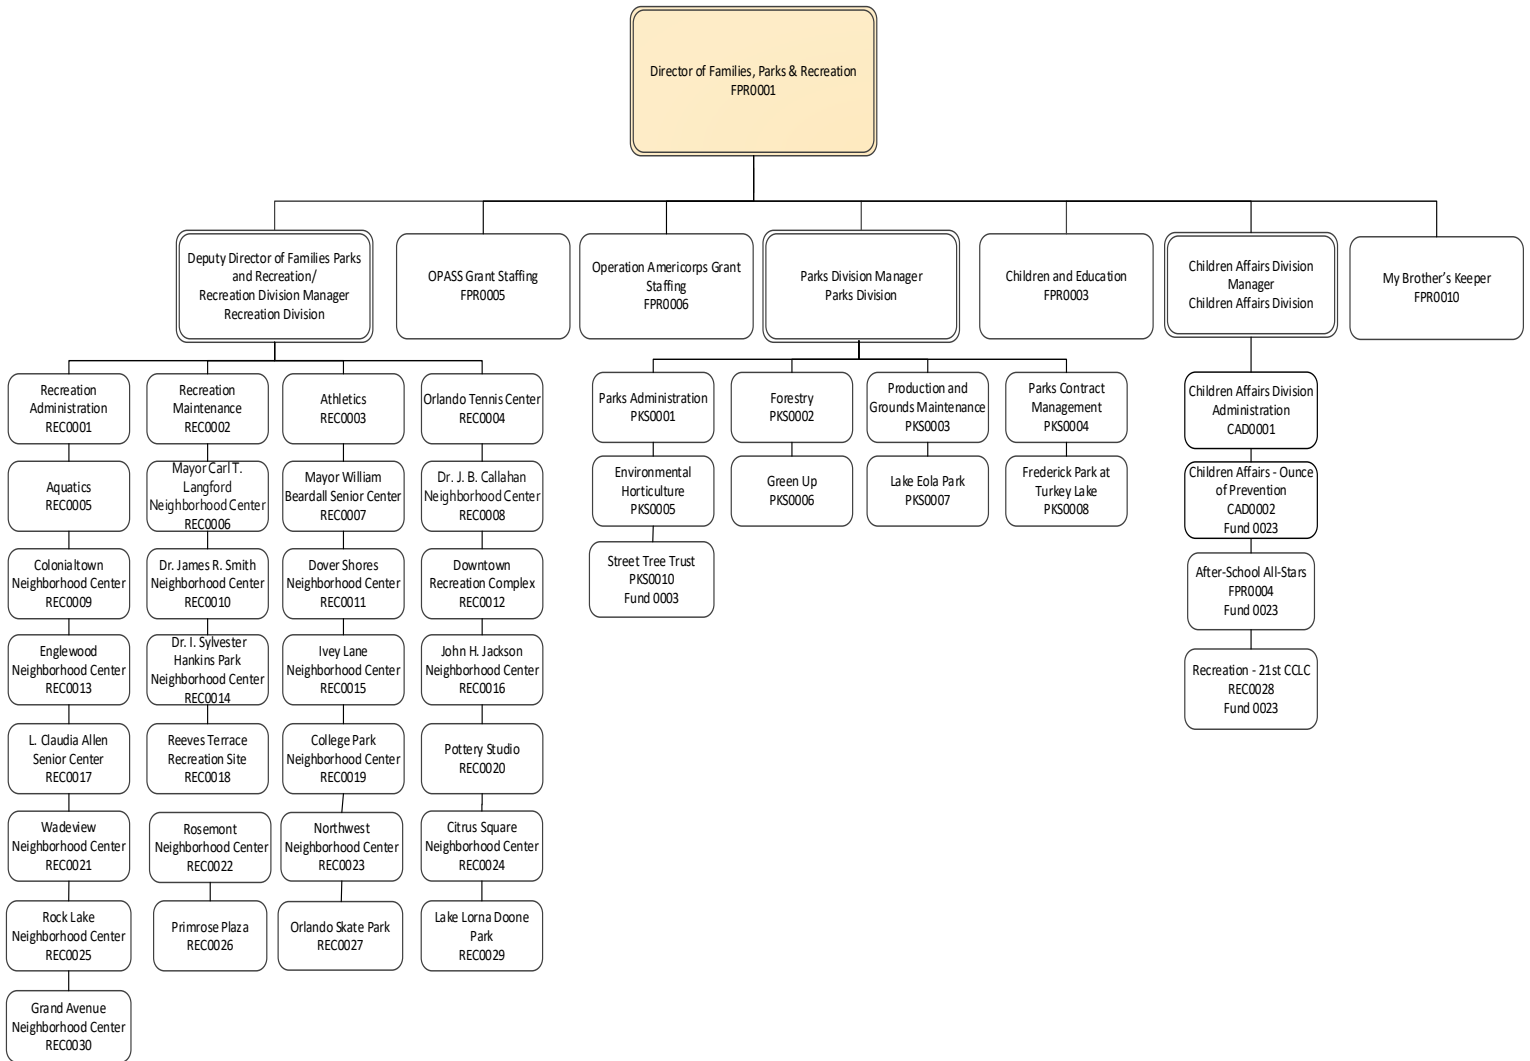 Director of Families, Parks & Recreation
FPR0001
Deputy Director of Families Parks
and Recreation/
Recreation Division Manager
Recreation Division
OPASS Grant Staffing
FPR0005
Operation Americorps Grant
Staffing
FPR0006
Parks Division Manager
Parks Division
Children and Education
FPR0003
Children Affairs Division
Manager
Children Affairs Division
My Brother's Keeper
FPR0010
Recreation
Administration
REC0001
Recreation
Maintenance
REC0002
Athletics
REC0003
Orlando Tennis Center
REC0004
Parks Administration
PKS0001
Forestry
PKS0002
Production and
Grounds Maintenance
PKS0003
Parks Contract
Management
PKS0004
Children Affairs Division
Administration
CAD0001
Aquatics
REC0005
Mayor Carl T.
Langford
Neighborhood Center
REC0006
Mayor William
Beardall Senior Center
REC0007
Dr. J. B. Callahan
Neighborhood Center
REC0008
Environmental
Horticulture
PKS0005
Green Up
PKS0006
Lake Eola Park
PKS0007
Frederick Park at
Turkey Lake
PKS0008
Children Affairs - Ounce
of Prevention
CAD0002
Fund 0023
Colonialtown
Neighborhood Center
REC0009
Dr. James R. Smith
Neighborhood Center
REC0010
Dover Shores
Neighborhood Center
REC0011
Downtown
Recreation Complex
REC0012
Street Tree Trust
PKS0010
Fund 0003
After-School All-Stars
FPR0004
Fund 0023
Englewood
Neighborhood Center
REC0013
Dr. I. Sylvester
Hankins Park
Neighborhood Center
REC0014
Ivey Lane
Neighborhood Center
REC0015
John H. Jackson
Neighborhood Center
REC0016
Recreation - 21st CCLC
REC0028
Fund 0023
L. Claudia Allen
Senior Center
REC0017
Reeves Terrace
Recreation Site
REC0018
College Park
Neighborhood Center
REC0019
Pottery Studio
REC0020
Wadeview
Neighborhood Center
REC0021
Rosemont
Neighborhood Center
REC0022
Northwest
Neighborhood Center
REC0023
Citrus Square
Neighborhood Center
REC0024
Rock Lake
Neighborhood Center
REC0025
Primrose Plaza
REC0026
Orlando Skate Park
REC0027
Lake Lorna Doone
Park
REC0029
Grand Avenue
Neighborhood Center
REC0030